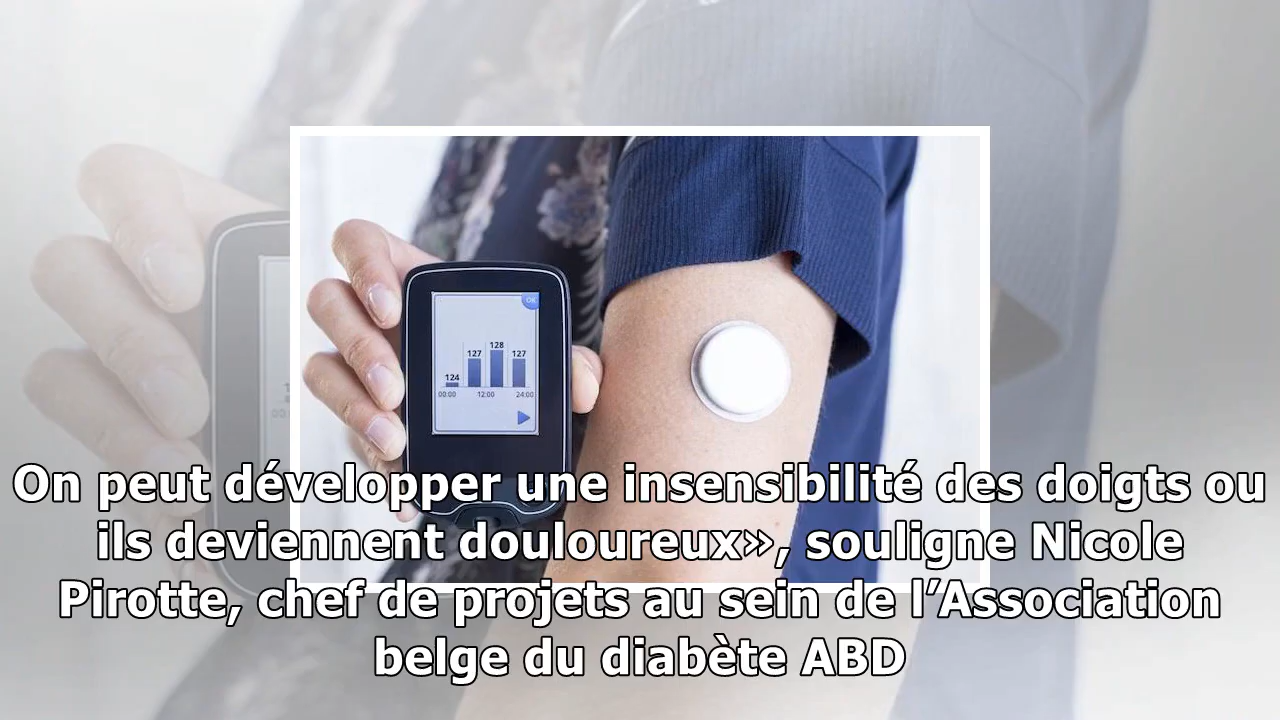 OK
128
127
127
124
00:00
12:00
24:00
On peut développer une insensibilité des doigts ou
ils deviennent douloureux», souligne Nicole
Pirotte, chef de projets au sein de l’Association
belge du diabète ABD